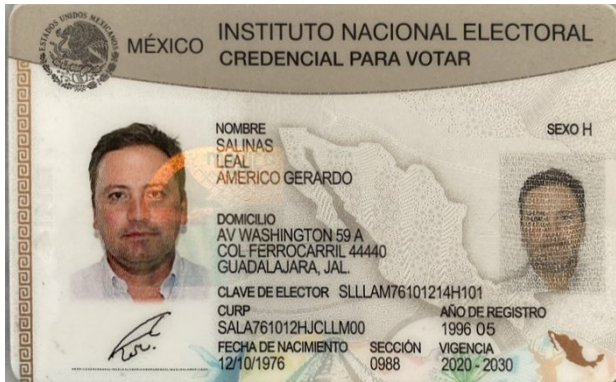 ESTADOS UNIDOS MEXICANOS
MÉXICO
INSTITUTO NACIONAL ELECTORAL
CREDENCIAL PARA VOTAR
NOMBRE
SALINAS
LEAL
AMERICO GERARDO
SEXO H
DOMICILIO
AV WASHINGTON 59 A
COL FERROCARRIL 44440
GUADALAJARA, JAL.
CLAVE DE ELECTOR SLLLAM76101214H101
CURP
SALA761012HJCLLM00
AÑO DE REGISTRO
1996 05
FECHA DE NACIMIENTO
12/10/1976
SECCIÓN
0988
VIGENCIA
2020 - 2030